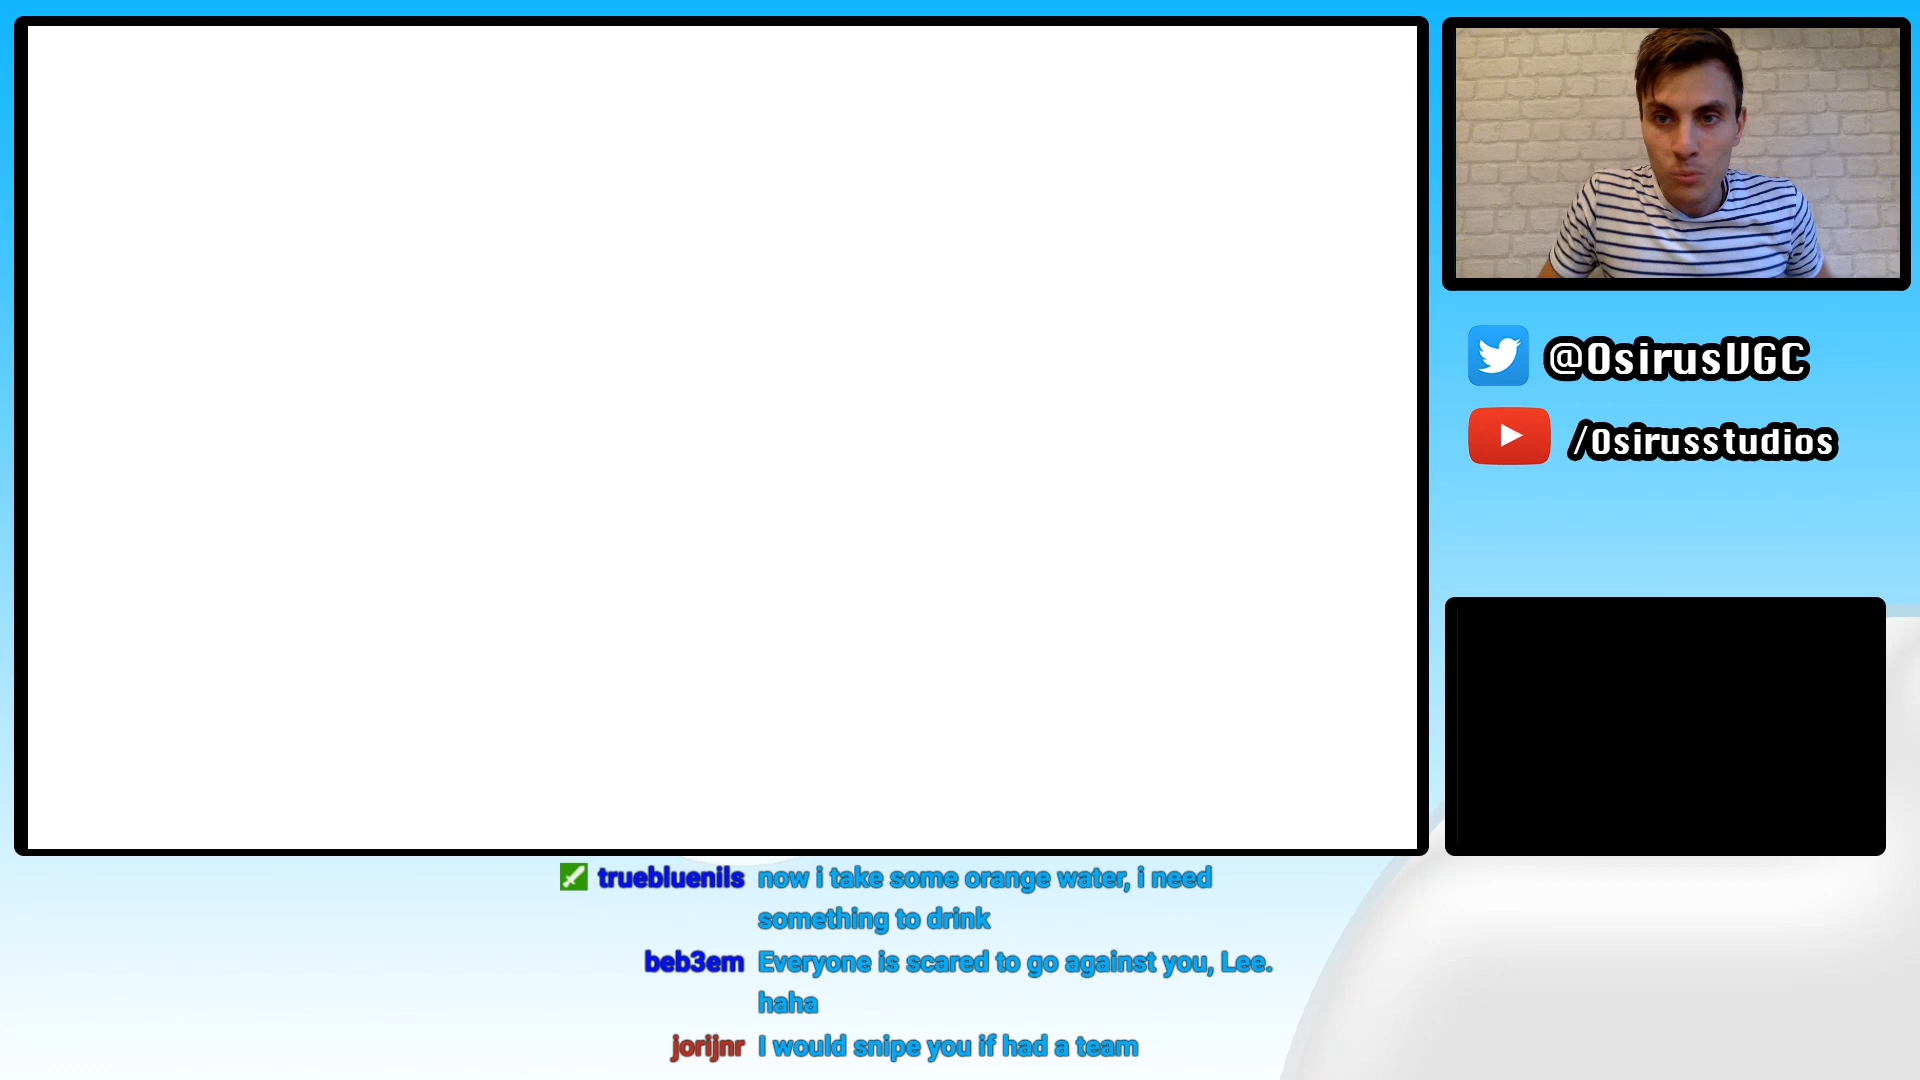 @OsirusVGC
/Osirusstudios
truebluenils now i take some orange water, i need
something to drink
beb3em Everyone is scared to go against you, Lee.
haha
jorijnr I would snipe you if had a team